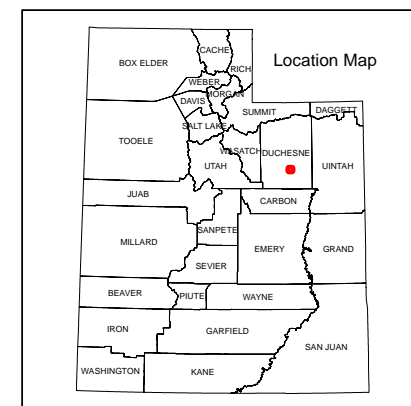 Location Map
BOX ELDER
CACHE
RICH
WEBER
MORGAN
DAVIS
SUMMIT
DAGGETT
SALT LAKE
TOOELE
WASATCH
DUCHESNE
UINTAH
UTAH
JUAB
CARBON
SANPETE
MILLARD
EMERY
GRAND
SEVIER
BEAVER
PIUTE
WAYNE
IRON
GARFIELD
SAN JUAN
WASHINGTON
KANE